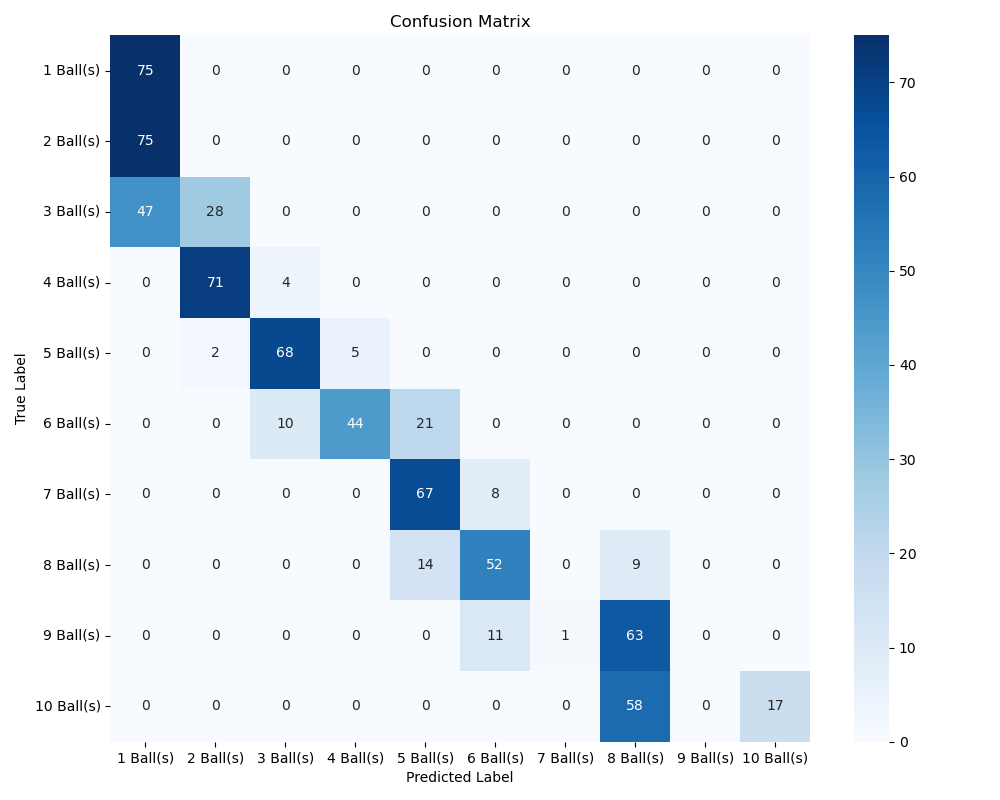 Confusion Matrix
1 Ball(s) 75 0 0 0 0 0 0 0 0 0
2 Ball(s) 75 0 0 0 0 0 0 0 0 0
3 Ball(s) 47 28 0 0 0 0 0 0 0 0
4 Ball(s) 0 71 4 0 0 0 0 0 0 0
5 Ball(s) 0 2 68 5 0 0 0 0 0 0
6 Ball(s) 0 0 10 44 21 0 0 0 0 0
7 Ball(s) 0 0 0 0 67 8 0 0 0 0
8 Ball(s) 0 0 0 0 14 52 0 9 0 0
9 Ball(s) 0 0 0 0 0 11 1 63 0 0
10 Ball(s) 0 0 0 0 0 0 0 58 0 17
1 Ball(s) 2 Ball(s) 3 Ball(s) 4 Ball(s) 5 Ball(s) 6 Ball(s) 7 Ball(s) 8 Ball(s) 9 Ball(s) 10 Ball(s)
Predicted Label
True Label
70
60
50
40
30
20
10
0